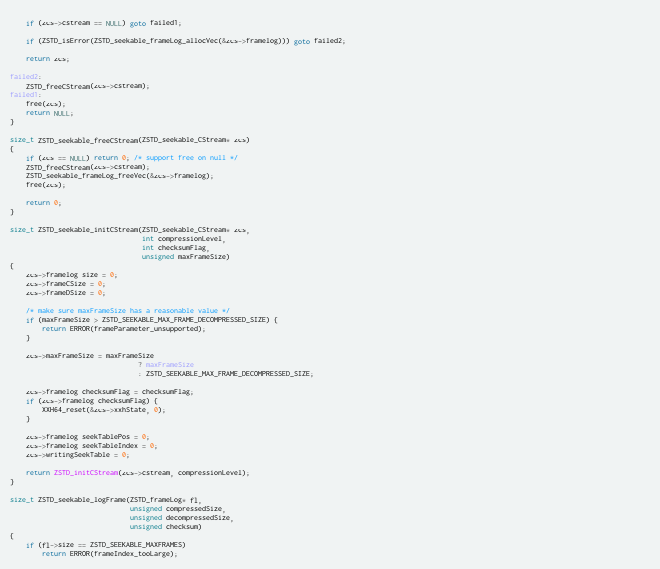 if (zcs->cstream == NULL) goto failed1;
if (ZSTD_isError(ZSTD_seekable_frameLog_allocVec(&zcs->framelog))) goto failed2;
return zcs;
failed2:
ZSTD_freeCStream(zcs->cstream);
failed1:
free(zcs);
return NULL;
}
size_t ZSTD_seekable_freeCStream(ZSTD_seekable_CStream* zcs)
{
if (zcs == NULL) return 0; /* support free on null */
ZSTD_freeCStream(zcs->cstream);
ZSTD_seekable_frameLog_freeVec(&zcs->framelog);
free(zcs);
return 0;
}
size_t ZSTD_seekable_initCStream(ZSTD_seekable_CStream* zcs,
int compressionLevel,
int checksumFlag,
unsigned maxFrameSize)
{
zcs->framelog.size = 0;
zcs->frameCSize = 0;
zcs->frameDSize = 0;
/* make sure maxFrameSize has a reasonable value */
if (maxFrameSize > ZSTD_SEEKABLE_MAX_FRAME_DECOMPRESSED_SIZE) {
return ERROR(frameParameter_unsupported);
}
zcs->maxFrameSize = maxFrameSize
? maxFrameSize
: ZSTD_SEEKABLE_MAX_FRAME_DECOMPRESSED_SIZE;
zcs->framelog.checksumFlag = checksumFlag;
if (zcs->framelog.checksumFlag) {
XXH64_reset(&zcs->xxhState, 0);
}
zcs->framelog.seekTablePos = 0;
zcs->framelog.seekTableIndex = 0;
zcs->writingSeekTable = 0;
return ZSTD_initCStream(zcs->cstream, compressionLevel);
}
size_t ZSTD_seekable_logFrame(ZSTD_frameLog* fl,
unsigned compressedSize,
unsigned decompressedSize,
unsigned checksum)
{
if (fl->size == ZSTD_SEEKABLE_MAXFRAMES)
return ERROR(frameIndex_tooLarge);